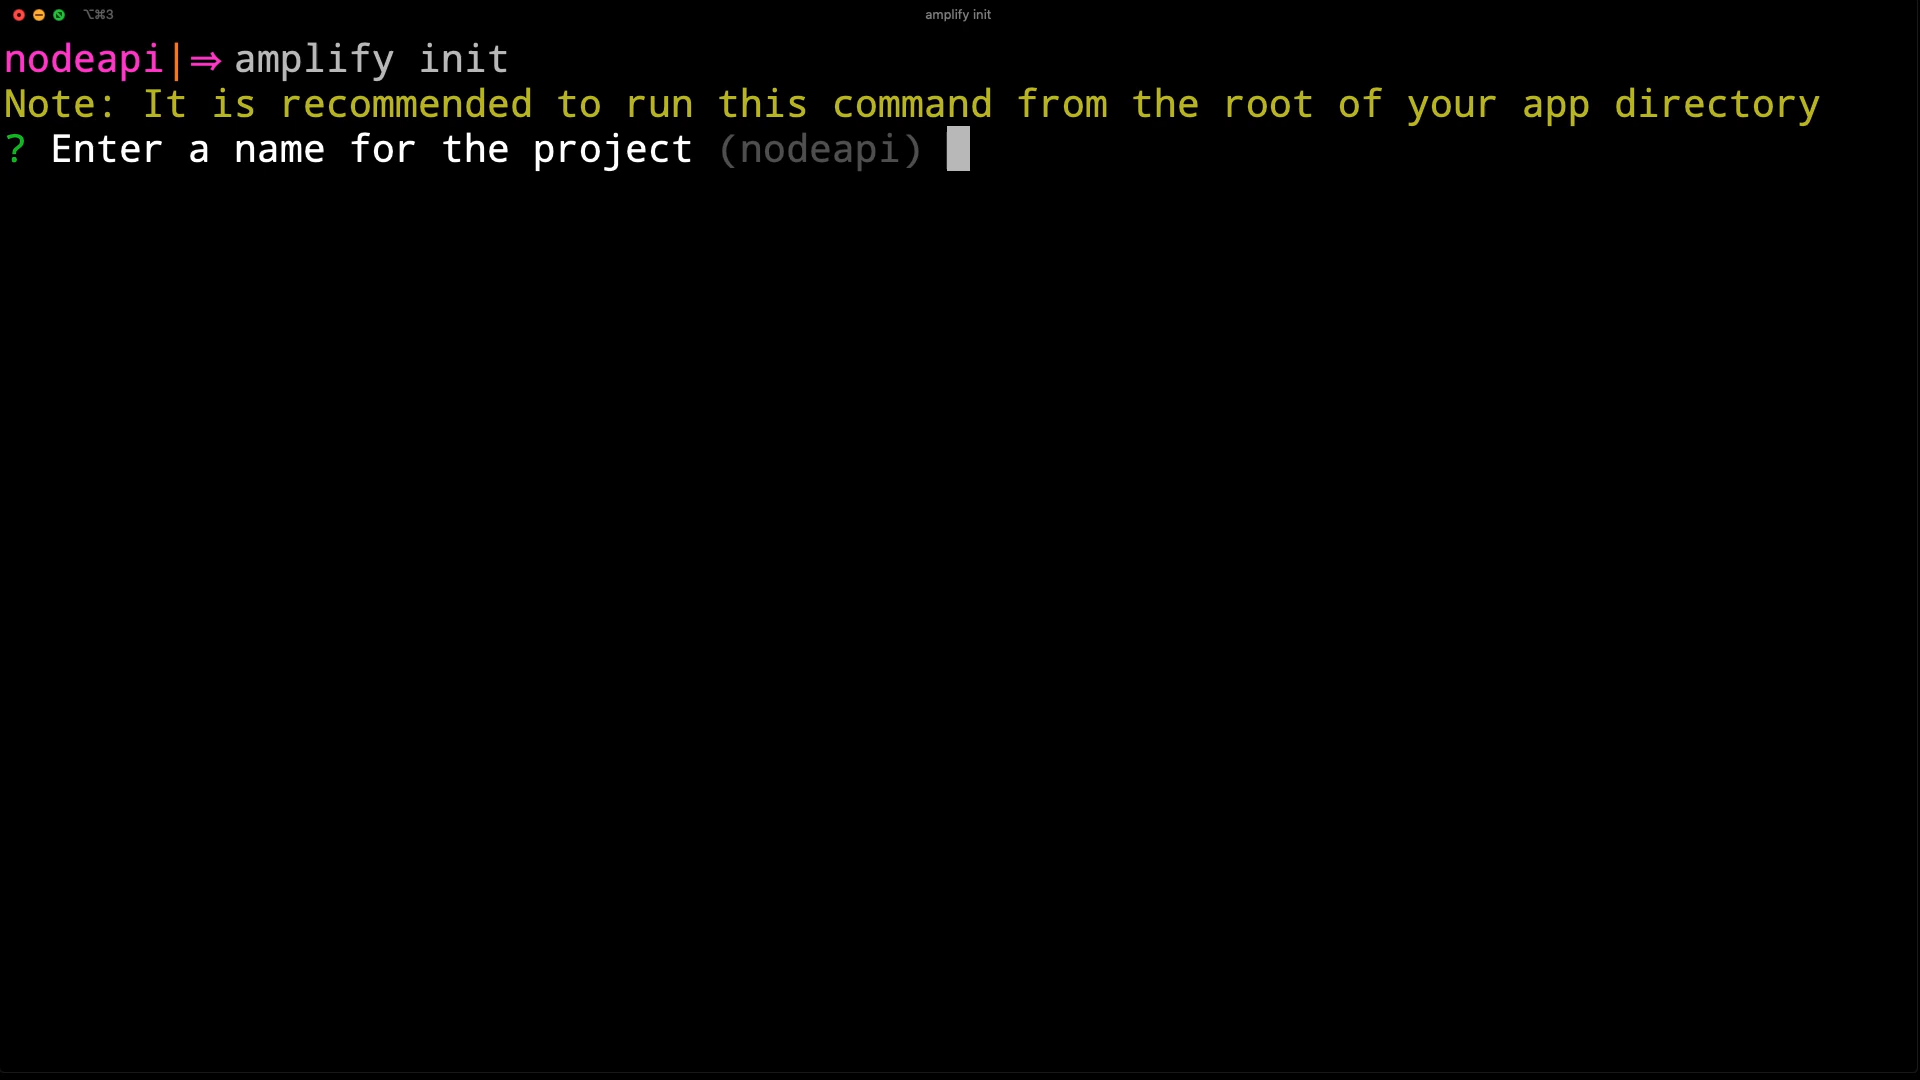 ⌥⌘3
amplify init
nodeapi|⇒ amplify init
Note: It is recommended to run this command from the root of your app directory
? Enter a name for the project (nodeapi)